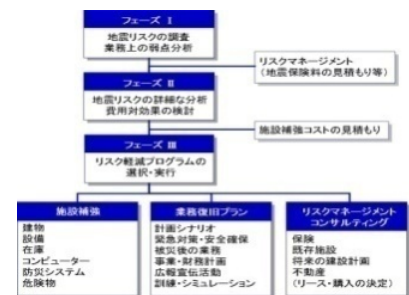 フェーズ Ⅰ
地震リスクの調査
業務上の弱点分析
リスクマネージメント
(地震保険料の見積もり等)
フェーズ Ⅱ
地震リスクの詳細な分析
費用対効果の検討
施設補強コストの見積もり
フェーズ Ⅲ
リスク軽減プログラムの
選択・実行
施設補強
建物
設備
在庫
コンピューター
防災システム
危険物
業務復旧プラン
計画シナリオ
緊急対策・安全確保
被災後の業務
事業・財務計画
広報宣伝活動
訓練・シミュレーション
リスクマネージメント
コンサルティング
保険
既存施設
将来の建設計画
不動産
(リース・購入の決定)